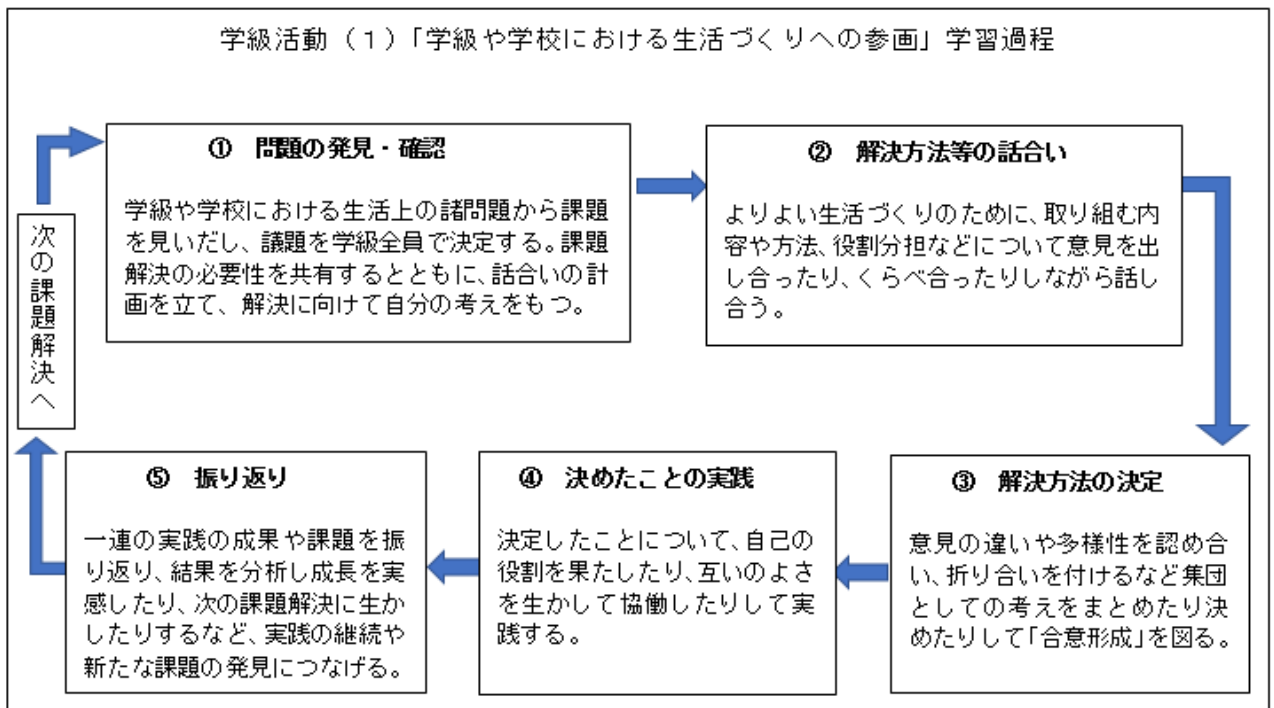 学級活動（１）「学級や学校における生活づくりへの参画」学習過程
① 問題の発見・確認
学級や学校における生活上の諸問題から課題
を見いだし、議題を学級全員で決定する。課題
解決の必要性を共有するとともに、話合いの計
画を立て、解決に向けて自分の考えをもつ。
② 解決方法等の話合い
よりよい生活づくりのために、取り組む内
容や方法、役割分担などについて意見を出
し合ったり、くらべ合ったりしながら話し
合う。
③ 解決方法の決定
意見の違いや多様性を認め合
い、折り合いを付けるなど集団
としての考えをまとめたり決
めたりして「合意形成」を図る。
④ 決めたことの実践
決定したことについて、自己の
役割を果たしたり、互いのよさ
を生かして協働したりして実
践する。
⑤ 振り返り
一連の実践の成果や課題を振
り返り、結果を分析し成長を実
感したり、次の課題解決に生か
したりするなど、実践の継続や
新たな課題の発見につなげる。
次の課題解決へ